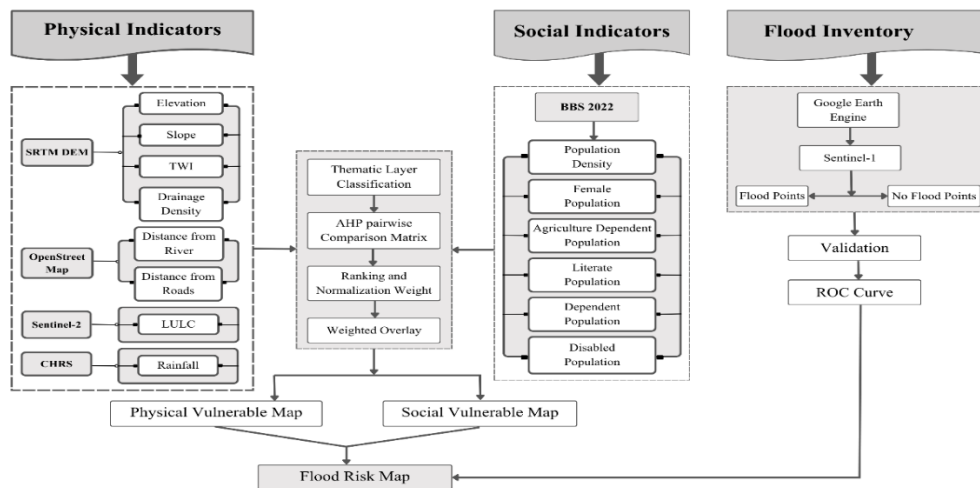 Physical Indicators
SRTM DEM
Elevation
Slope
TWI
Drainage
Density
OpenStreet
Map
Distance from
River
Distance from
Roads
Sentinel-2
LULC
CHRS
Rainfall
Thematic Layer
Classification
AHP pairwise
Comparison Matrix
Ranking and
Normalization Weight
Weighted Overlay
Social Indicators
BBS 2022
Population
Density
Female
Population
Agriculture Dependent
Population
Literate
Population
Dependent
Population
Disabled
Population
Flood Inventory
Google Earth
Engine
Sentinel-1
Flood Points
No Flood Points
Validation
ROC Curve
Physical Vulnerable Map
Social Vulnerable Map
Flood Risk Map